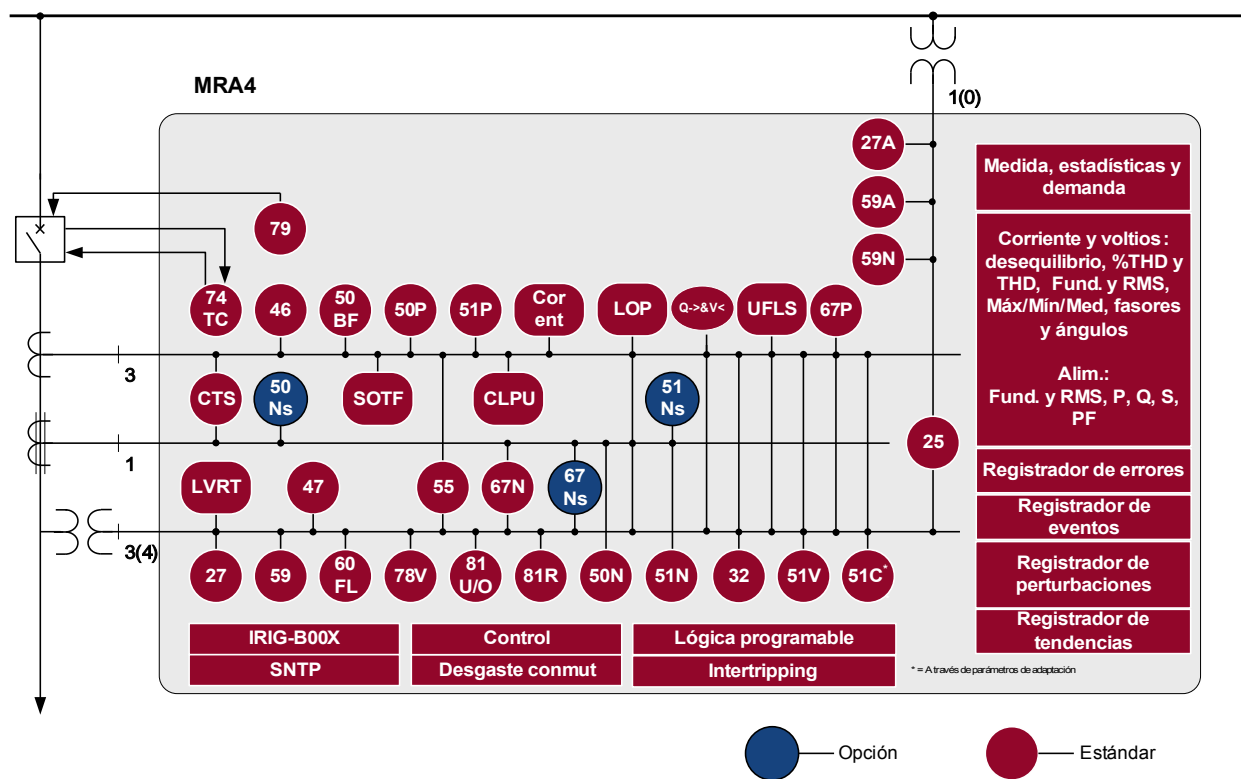 MRA4
1(0)
27A
59A
59N
79
74
TC
46
50
BF
50P
51P
Cor
ent
LOP
Q->&V<
UFLS
67P
3
CTS
50
Ns
SOTF
CLPU
51
Ns
1
25
LVRT
47
55
67N
67
Ns
3(4)
27
59
60
FL
78V
81
U/O
81R
50N
51N
32
51V
51C*
Medida, estadísticas y
demanda
Corriente y voltios:
desequilibrio, %THD y
THD, Fund. y RMS,
Máx/Mín/Med, fasores
y ángulos
Alim.:
Fund. y RMS, P, Q, S,
PF
Registrador de errores
Registrador de
eventos
Registrador de
perturbaciones
Registrador de
tendencias
IRIG-B00X
Control
Lógica programable
SNTP
Desgaste conmut
Intertripping
* = A través de parámetros de adaptación
Opción
Estándar